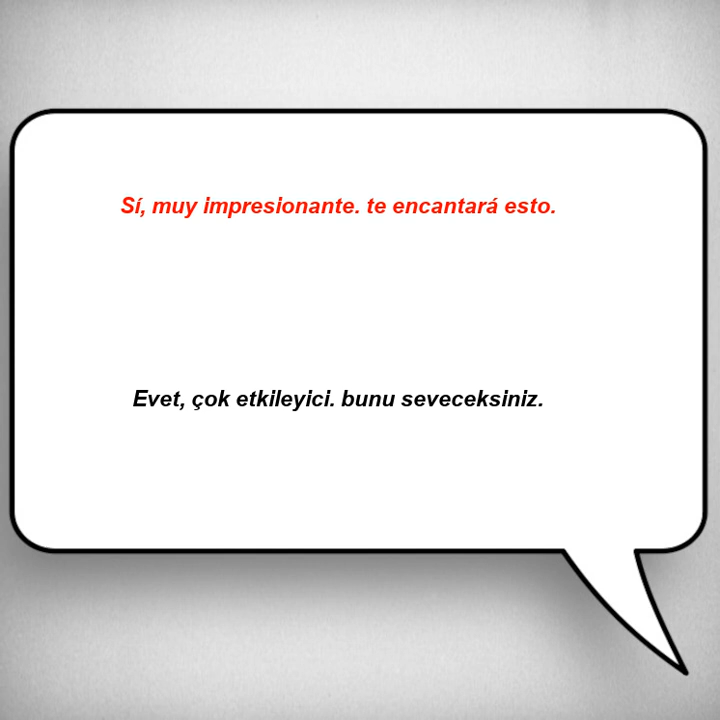 Sí, muy impresionante. te encantará esto.
Evet, çok etkileyici. bunu seveceksiniz.